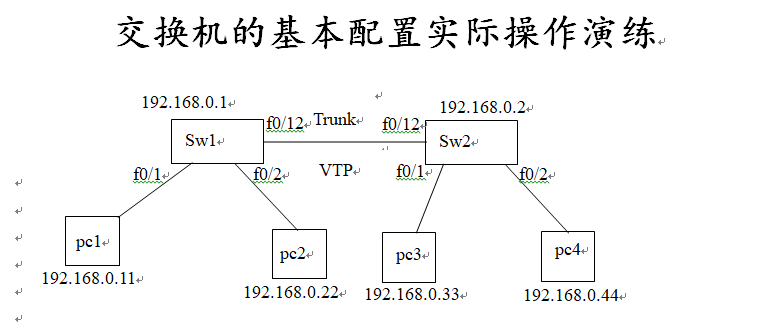 交换机的基本配置实际操作演练
192.168.0.1
192.168.0.2
f0/12
Trunk
f0/12
Sw1
Sw2
f0/1
f0/2
VTP
f0/1
f0/2
pc1
pc2
pc3
pc4
192.168.0.11
192.168.0.22
192.168.0.33
192.168.0.44